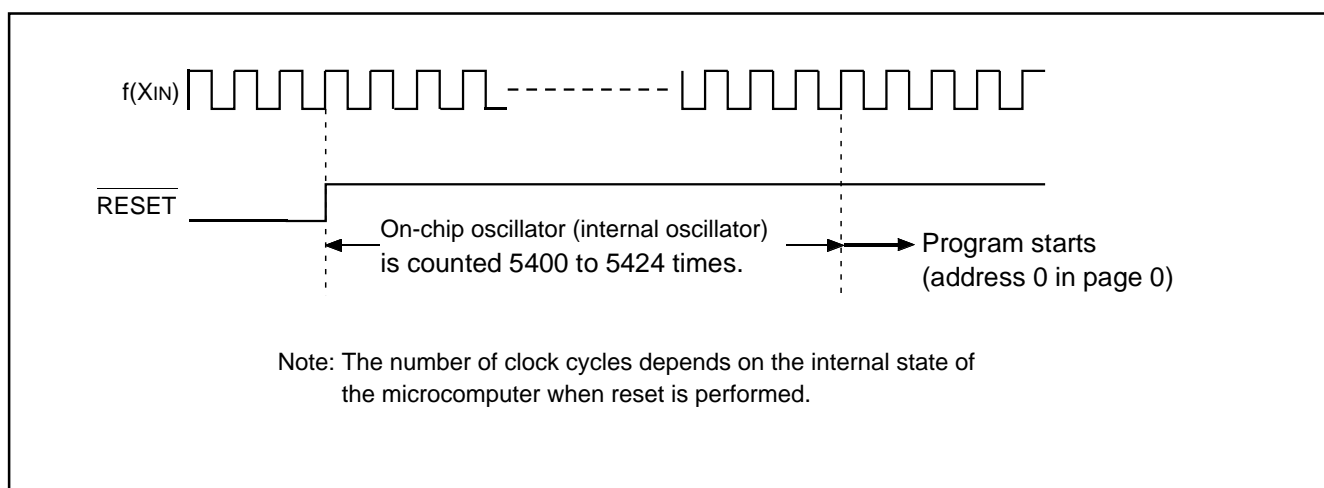 f(XIN)
RESET
On-chip oscillator (internal oscillator)
is counted 5400 to 5424 times.
Program starts
(address 0 in page 0)
Note: The number of clock cycles depends on the internal state of
the microcomputer when reset is performed.